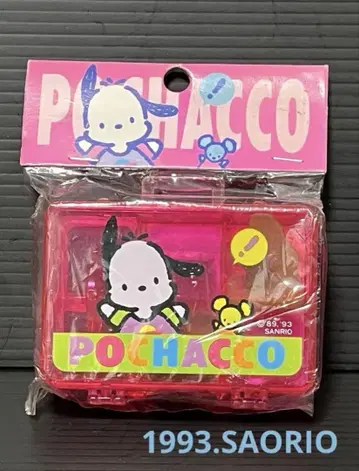 POCHACCO
!
!
© 89, '93
SANRIO
POCHACCO
1993.SAORIO